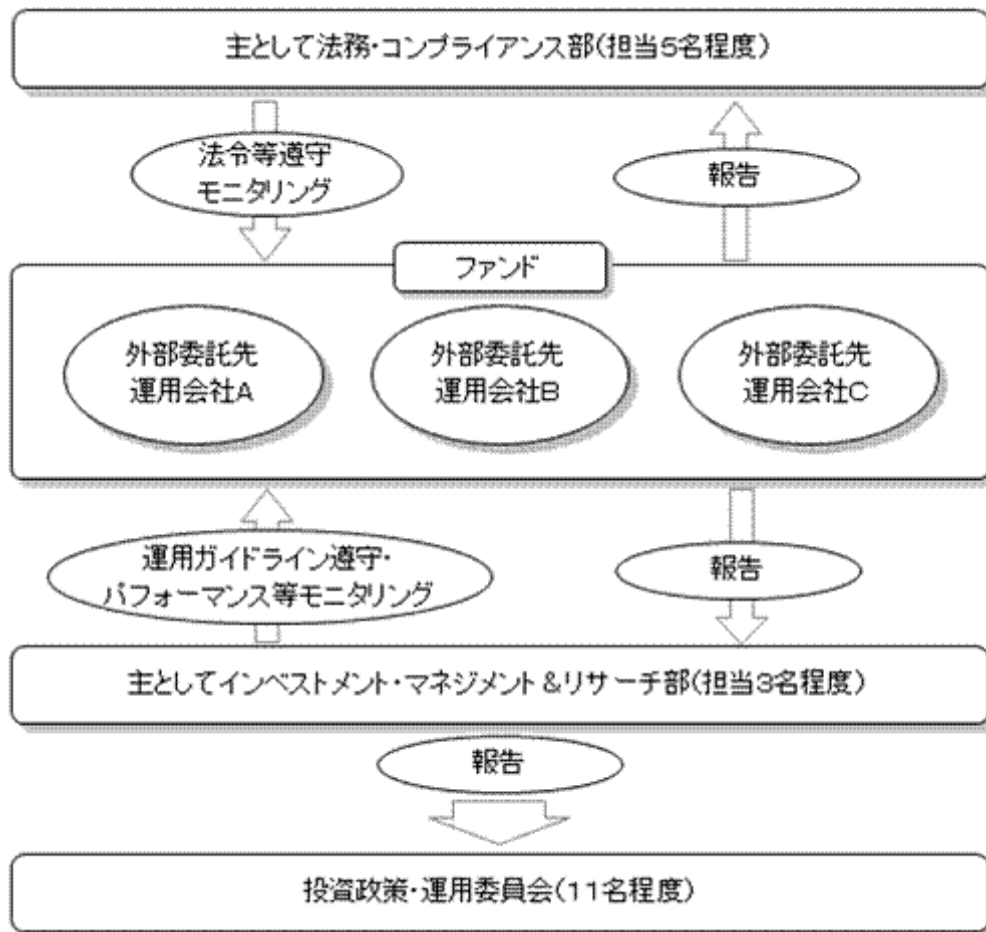 主として法務・コンプライアンス部(担当5名程度)
法令等遵守
モニタリング
報告
ファンド
外部委託先
運用会社A
外部委託先
運用会社B
外部委託先
運用会社C
運用ガイドライン遵守・
パフォーマンス等モニタリング
報告
主としてインベストメント・マネジメント&リサーチ部(担当3名程度)
報告
投資政策・運用委員会(11名程度)